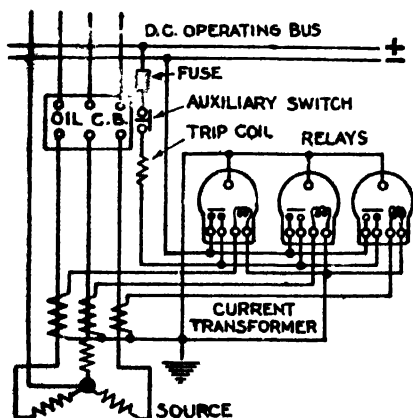 D.C. OPERATING BUS
+
−
FUSE
OIL C.B.
AUXILIARY SWITCH
TRIP COIL
RELAYS
CURRENT
TRANSFORMER
SOURCE